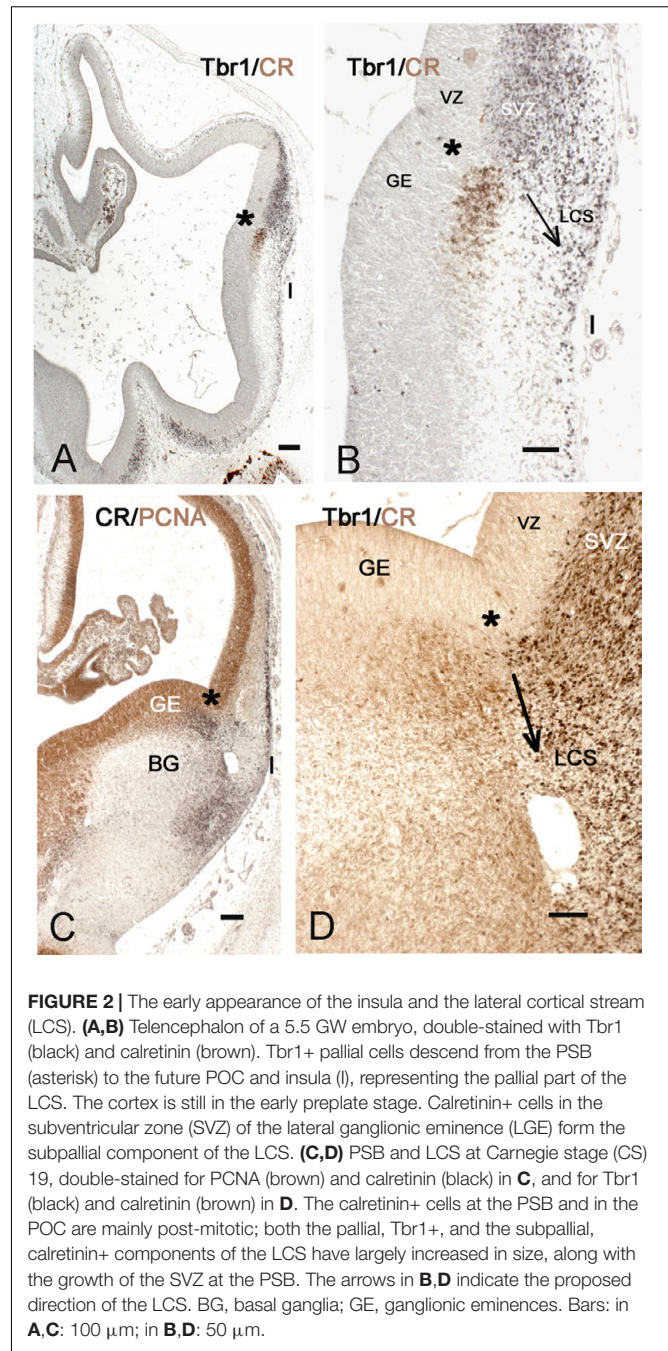 Tbr1/CR
I
A
Tbr1/CR
VZ
SVZ
GE
*
LCS
I
B
CR/PCNA
GE
*
BG
I
C
Tbr1/CR
VZ
SVZ
GE
*
LCS
D
FIGURE 2 | The early appearance of the insula and the lateral cortical stream
(LCS). (A,B) Telencephalon of a 5.5 GW embryo, double-stained with Tbr1
(black) and calretinin (brown). Tbr1+ pallial cells descend from the PSB
(asterisk) to the future POC and insula (I), representing the pallial part of the
LCS. The cortex is still in the early preplate stage. Calretinin+ cells in the
subventricular zone (SVZ) of the lateral ganglionic eminence (LGE) form the
subpallial component of the LCS. (C,D) PSB and LCS at Carnegie stage (CS)
19, double-stained for PCNA (brown) and calretinin (black) in C, and for Tbr1
(black) and calretinin (brown) in D. The calretinin+ cells at the PSB and in the
POC are mainly post-mitotic; both the pallial, Tbr1+, and the subpallial,
calretinin+ components of the LCS have largely increased in size, along with
the growth of the SVZ at the PSB. The arrows in B,D indicate the proposed
direction of the LCS. BG, basal ganglia; GE, ganglionic eminences. Bars: in
A,C: 100 μm; in B,D: 50 μm.